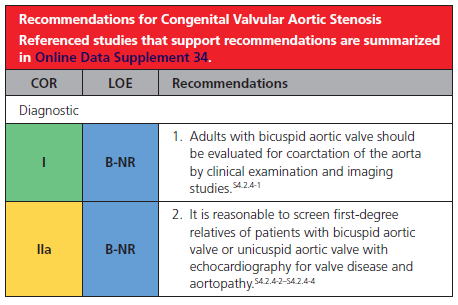 Recommendations for Congenital Valvular Aortic Stenosis
Referenced studies that support recommendations are summarized
in Online Data Supplement 34.
COR LOE Recommendations
Diagnostic
I B-NR 1. Adults with bicuspid aortic valve should
be evaluated for coarctation of the aorta
by clinical examination and imaging
studies.S4.2.4-1
IIa B-NR 2. It is reasonable to screen first-degree
relatives of patients with bicuspid aortic
valve or unicuspid aortic valve with
echocardiography for valve disease and
aortopathy.S4.2.4-2–S4.2.4-4